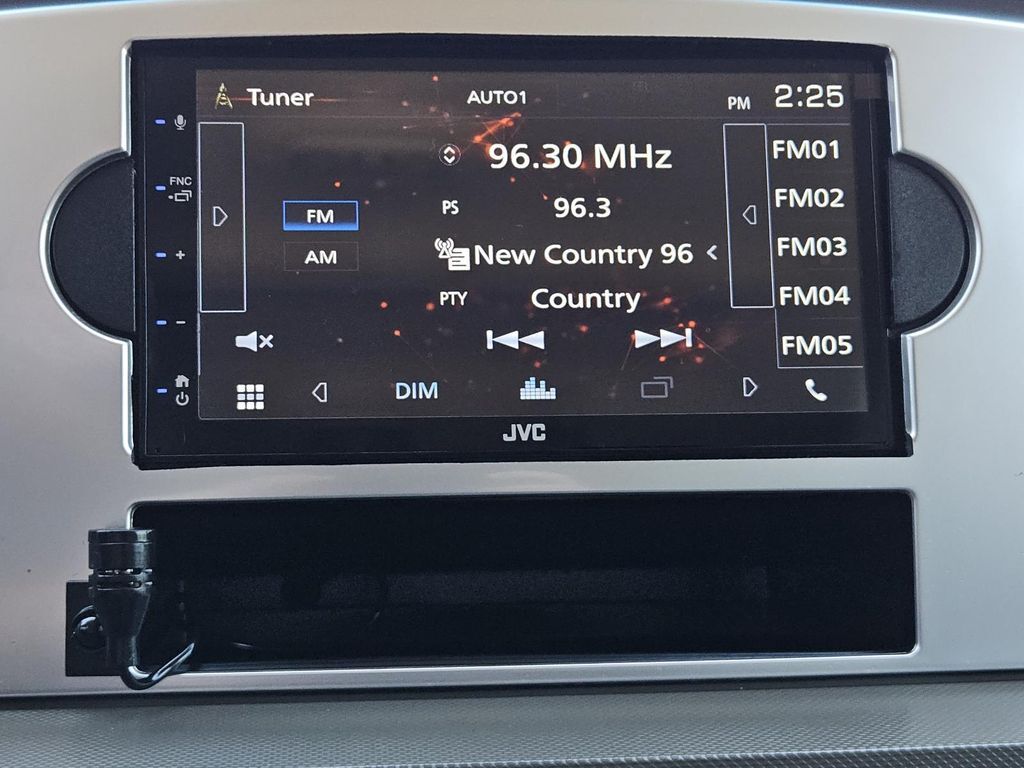 Tuner AUTO1 PM 2:25
96.30 MHz FM01
FNC
FM PS 96.3 FM02
AM New Country 96 < FM03
PTY Country FM04
FM05
DIM
JVC